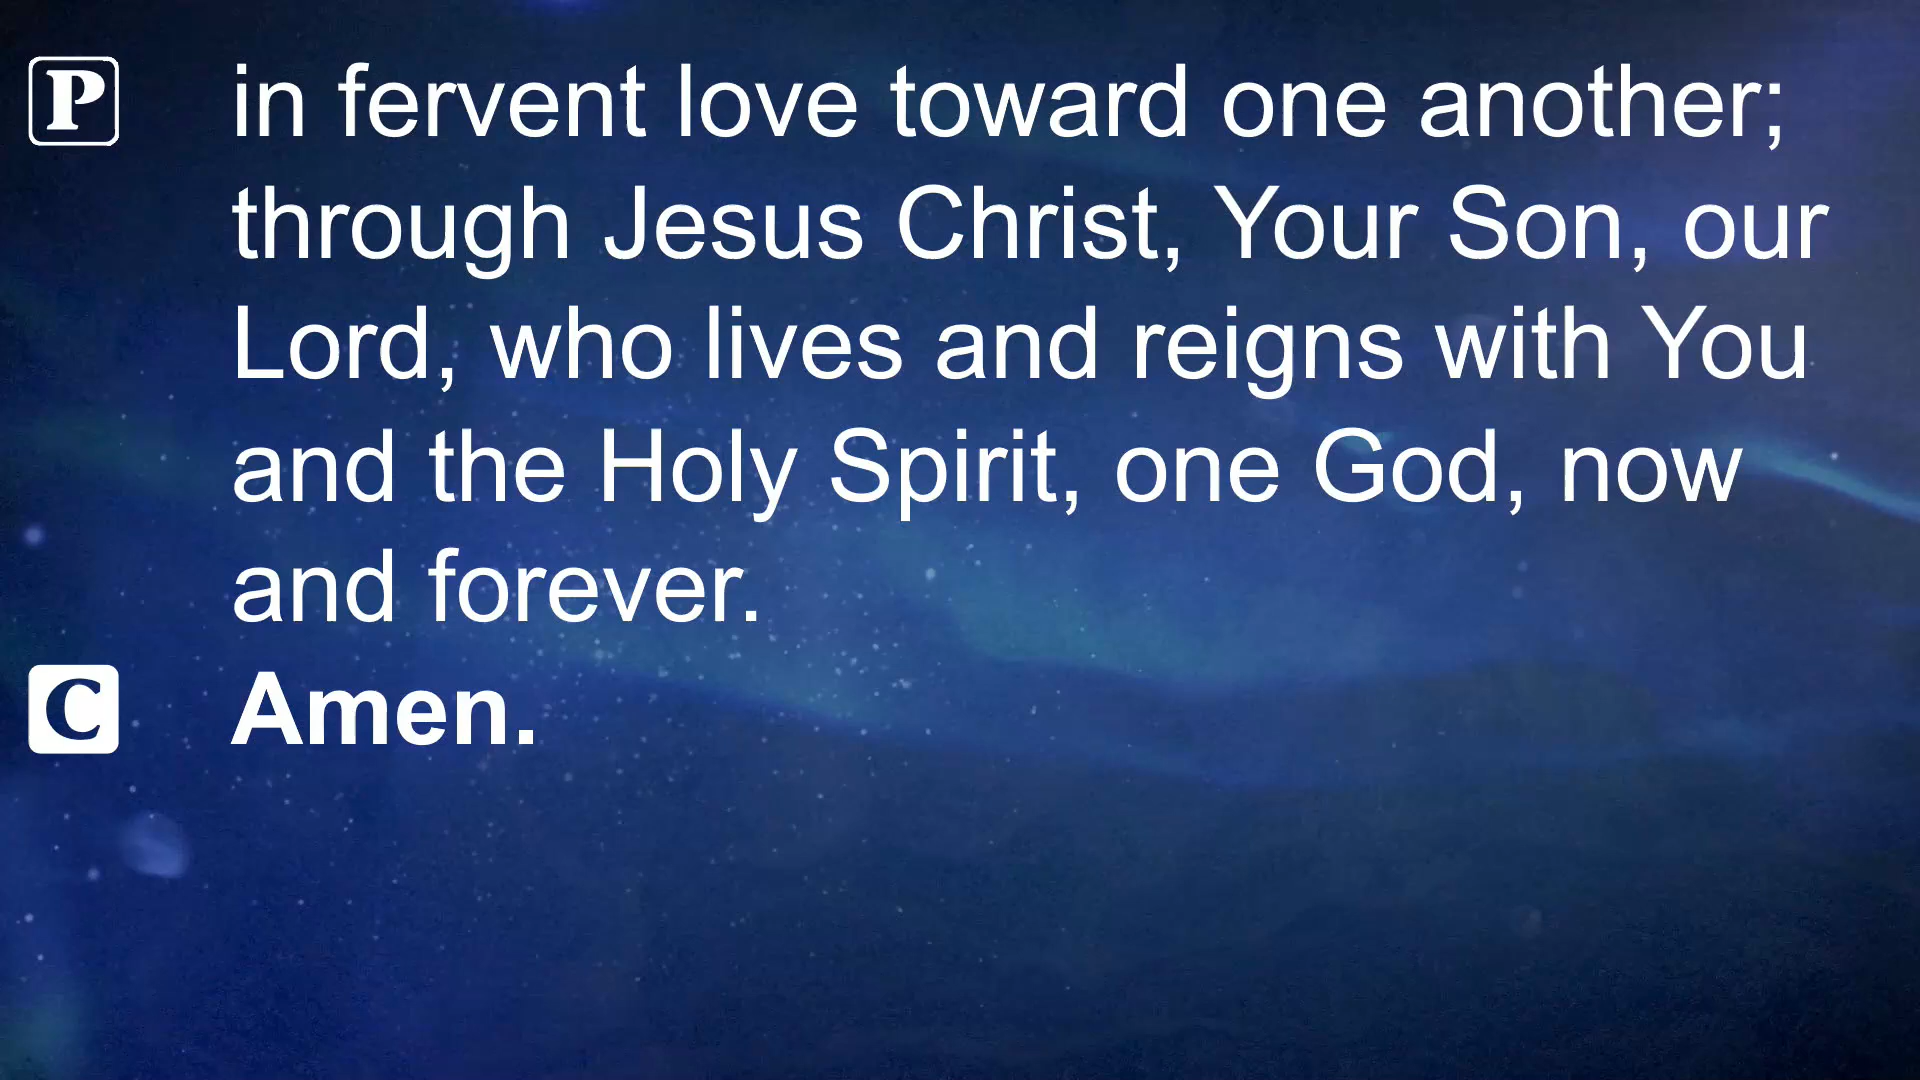 P in fervent love toward one another;
through Jesus Christ, Your Son, our
Lord, who lives and reigns with You
and the Holy Spirit, one God, now
and forever.
C Amen.